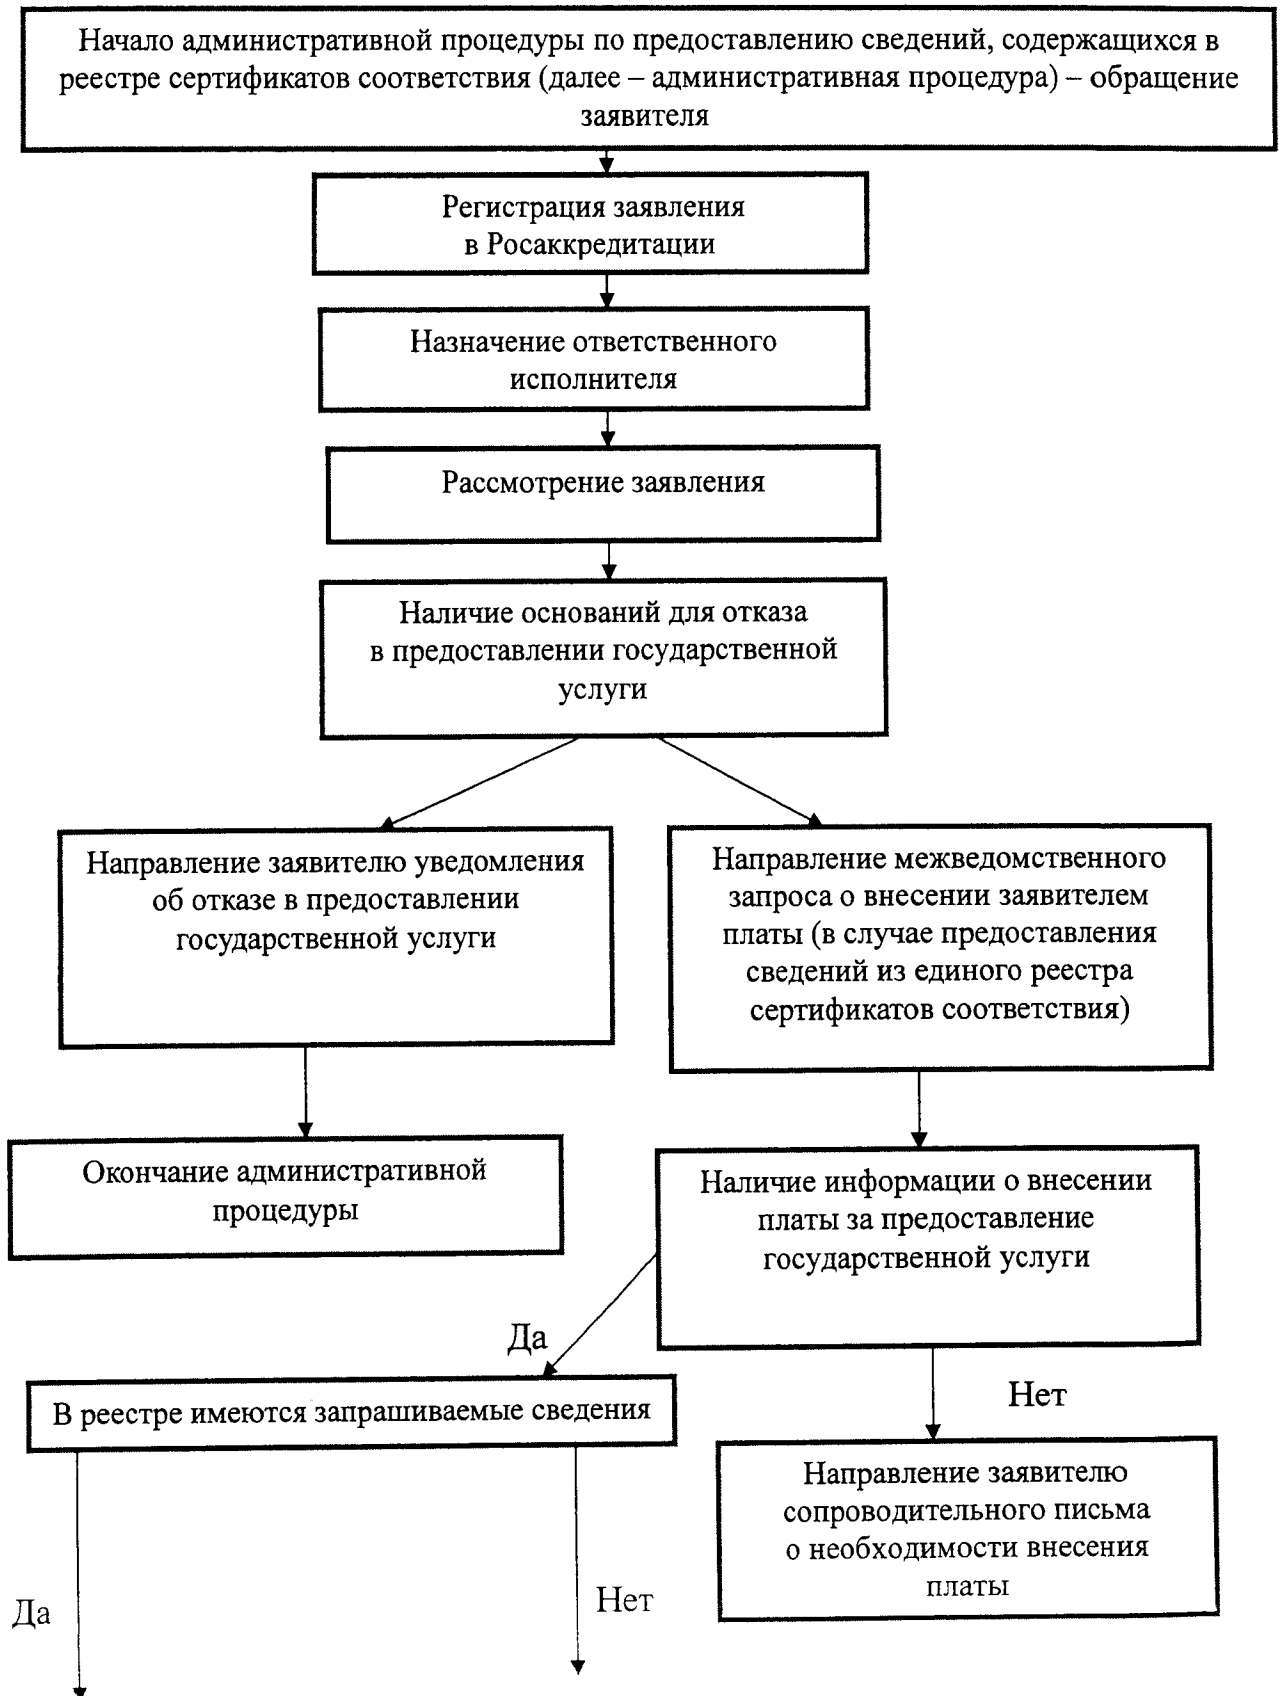 Начало административной процедуры по предоставлению сведений, содержащихся в
реестре сертификатов соответствия (далее – административная процедура) – обращение
заявителя
Регистрация заявления
в Росаккредитации
Назначение ответственного
исполнителя
Рассмотрение заявления
Наличие оснований для отказа
в предоставлении государственной
услуги
Направление заявителю уведомления
об отказе в предоставлении
государственной услуги
Направление межведомственного
запроса о внесении заявителем
платы (в случае предоставления
сведений из единого реестра
сертификатов соответствия)
Окончание административной
процедуры
Наличие информации о внесении
платы за предоставление
государственной услуги
Да
Нет
В реестре имеются запрашиваемые сведения
Направление заявителю
сопроводительного письма
о необходимости внесения
платы
Да
Нет